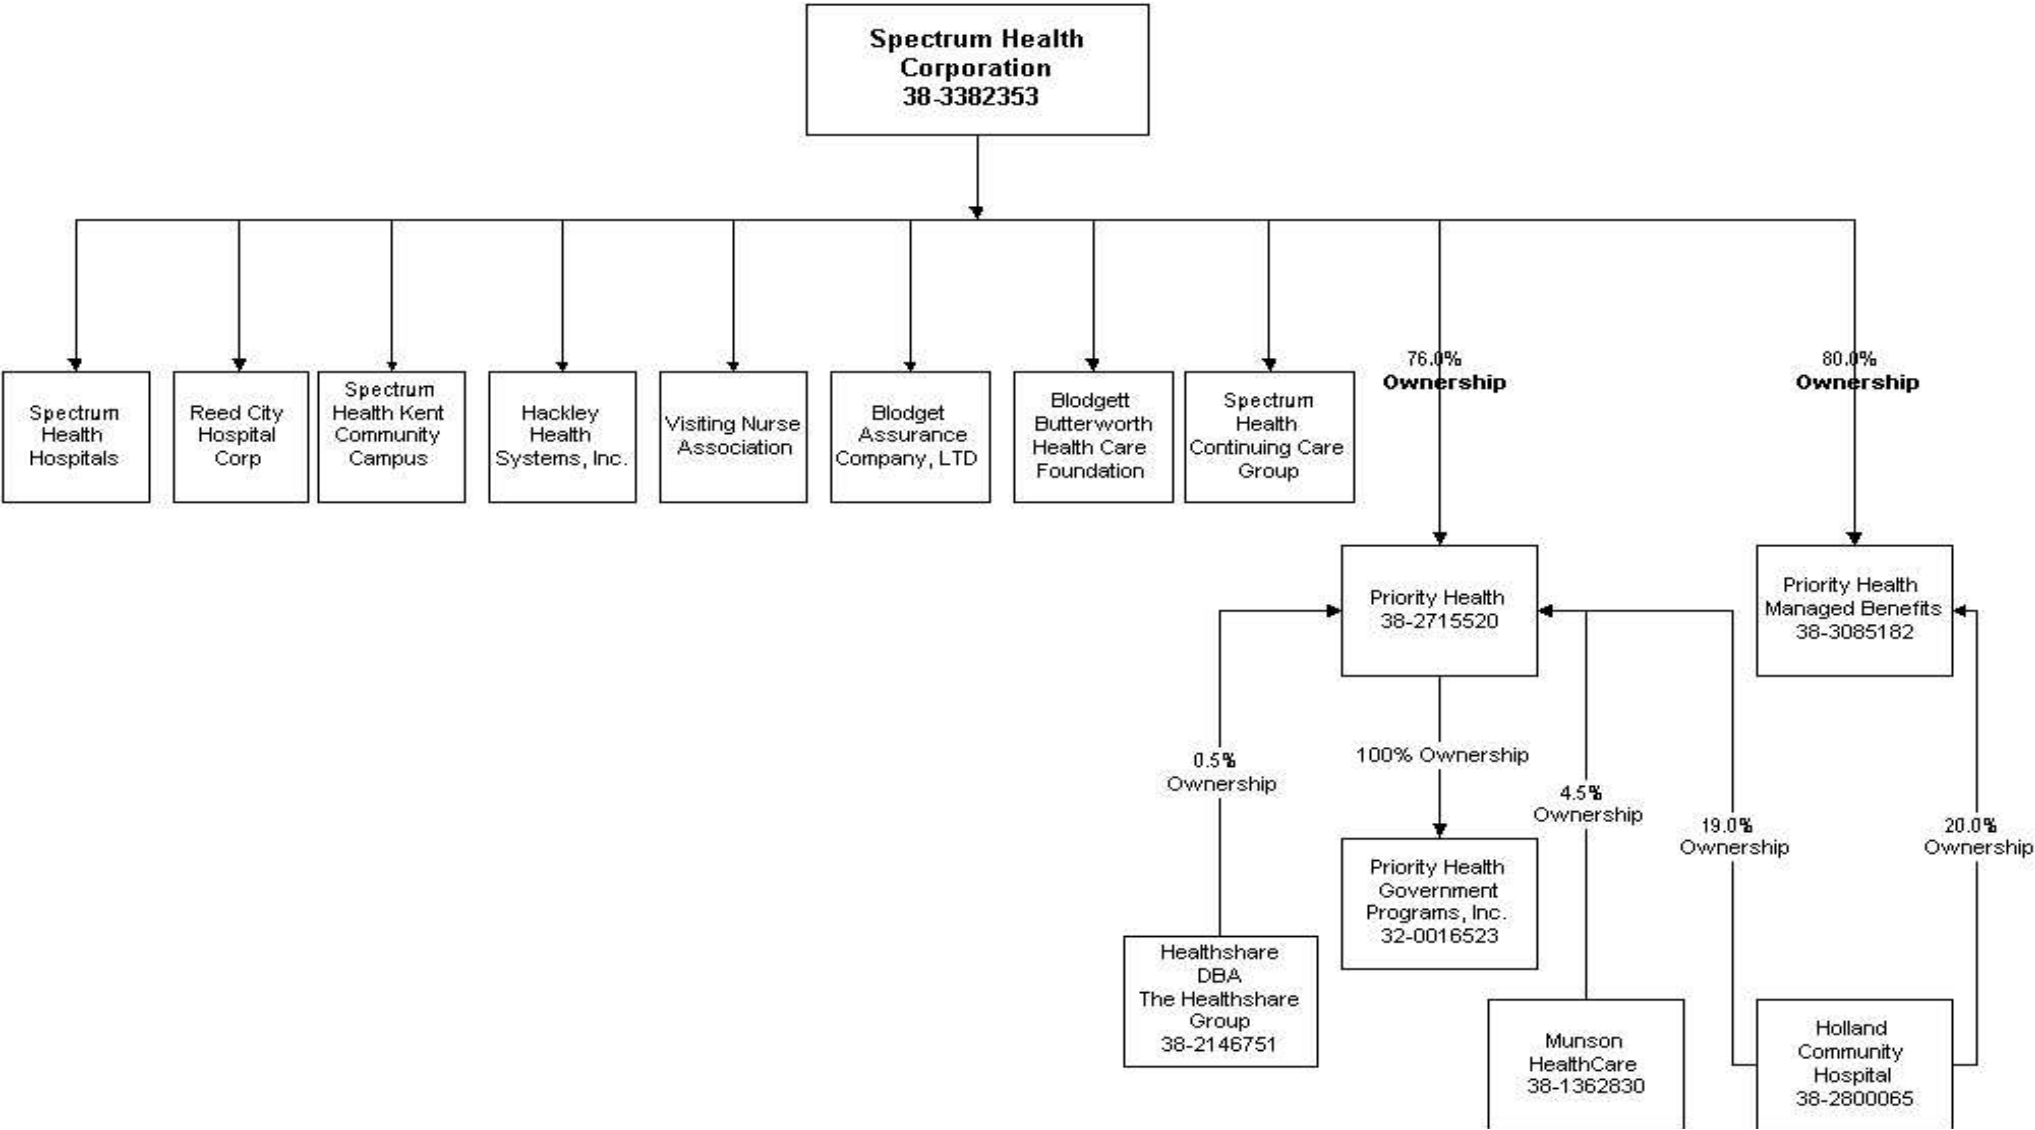 Spectrum Health
Corporation
38-3382353
76.0%
Ownership
80.0%
Ownership
Spectrum
Health
Hospitals
Reed City
Hospital
Corp
Spectrum
Health Kent
Community
Campus
Hackley
Health
Systems, Inc.
Visiting Nurse
Association
Blodget
Assurance
Company, LTD
Blodgett
Butterworth
Health Care
Foundation
Spectrum
Health
Continuing Care
Group
Priority Health
38-2715520
Priority Health
Managed Benefits
38-3085182
0.5%
Ownership
100% Ownership
4.5%
Ownership
19.0%
Ownership
20.0%
Ownership
Priority Health
Government
Programs, Inc.
32-0016523
Healthshare
DBA
The Healthshare
Group
38-2146751
Munson
HealthCare
38-1362830
Holland
Community
Hospital
38-2800065